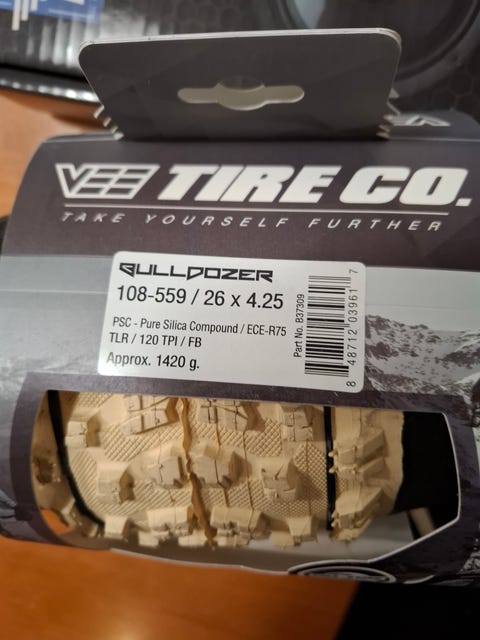 VEE TIRE CO.
TAKE YOURSELF FURTHER
BULLDOZER
108-559 / 26 x 4.25
PSC - Pure Silica Compound / ECE-R75
TLR / 120 TPI / FB
Approx. 1420 g.
Part No. B37309
8 48712 03961 7